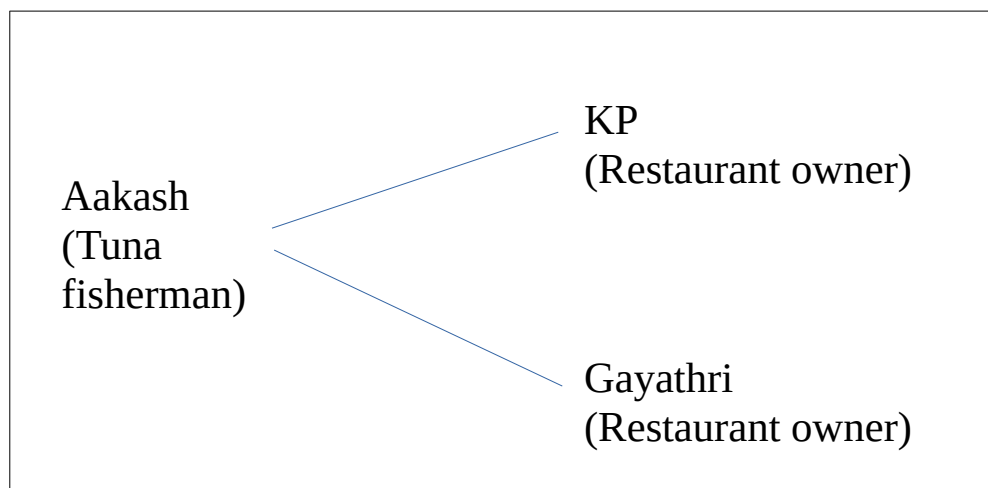 Aakash
(Tuna
fisherman)
KP
(Restaurant owner)
Gayathri
(Restaurant owner)